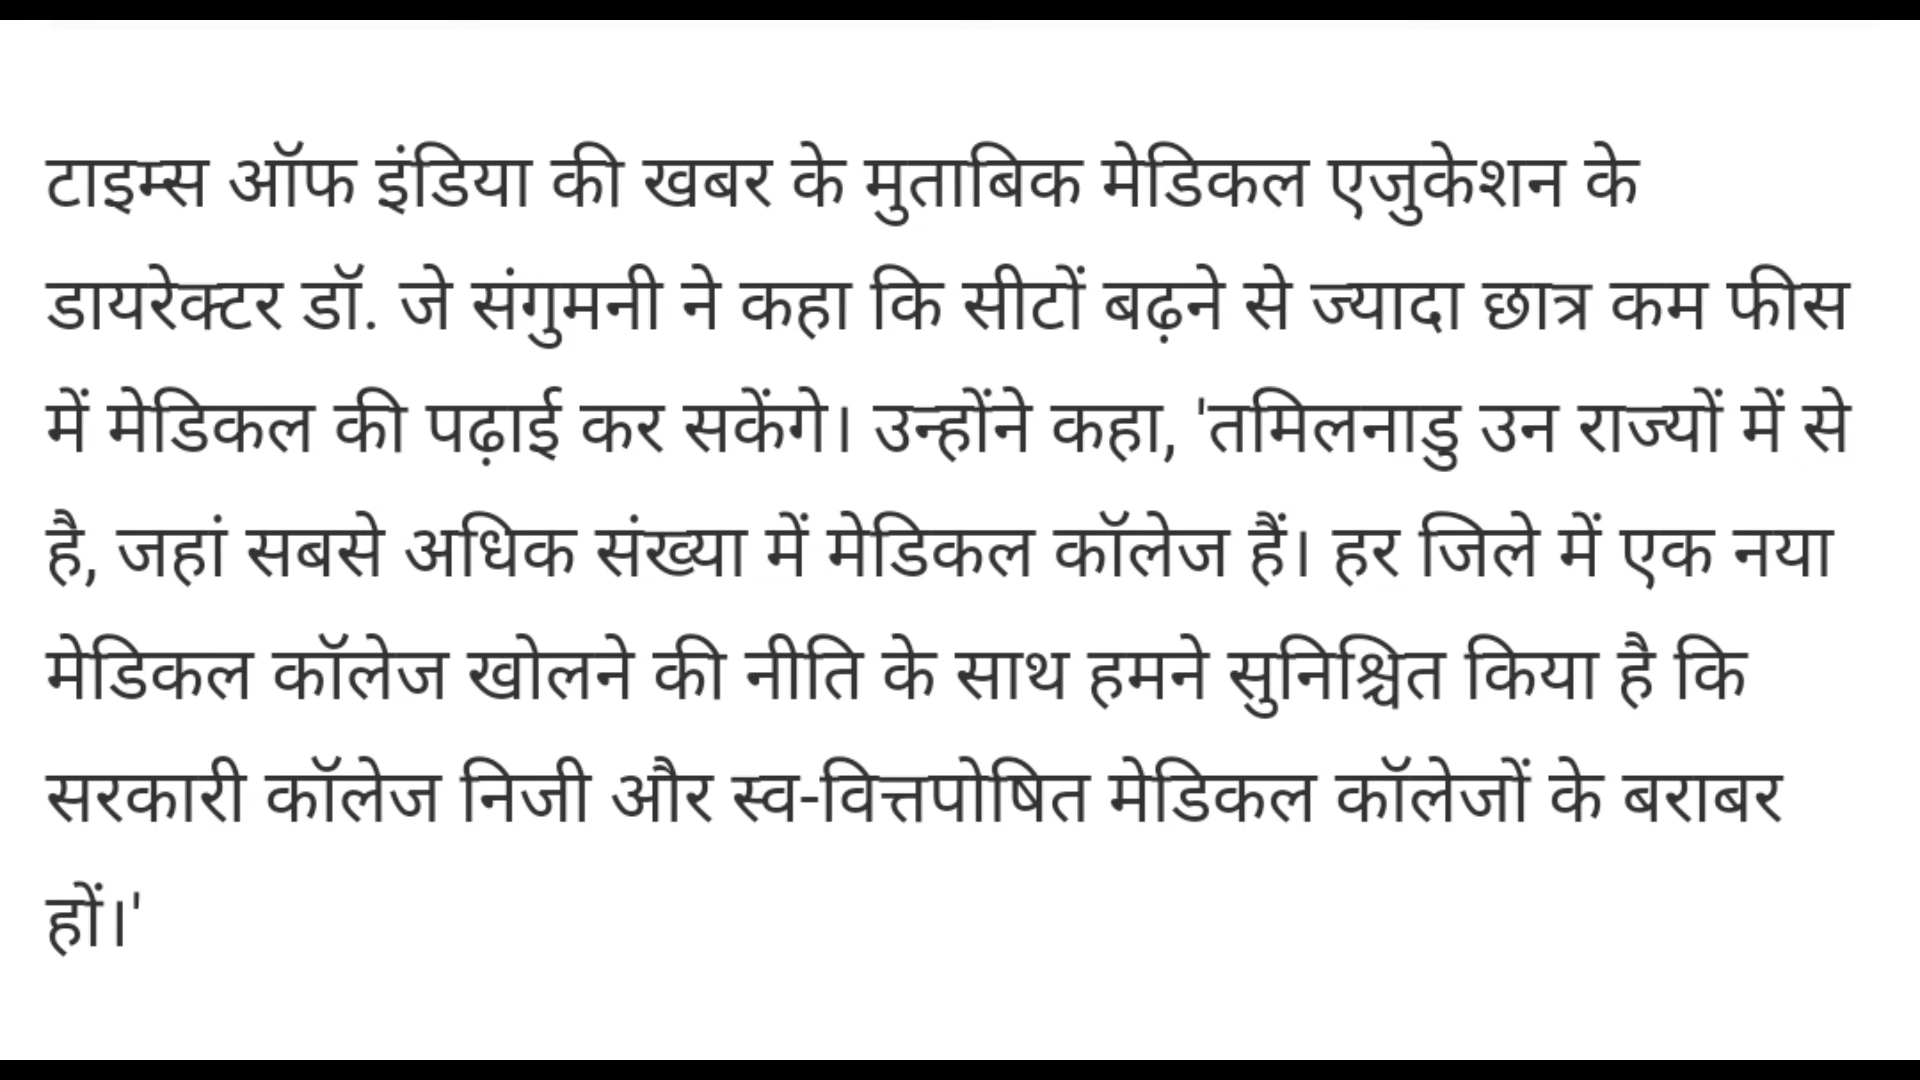 टाइम्स ऑफ इंडिया की खबर के मुताबिक मेडिकल एजुकेशन के
डायरेक्टर डॉ. जे संगुमनी ने कहा कि सीटों बढ़ने से ज्यादा छात्र कम फीस
में मेडिकल की पढ़ाई कर सकेंगे। उन्होंने कहा, 'तमिलनाडु उन राज्यों में से
है, जहां सबसे अधिक संख्या में मेडिकल कॉलेज हैं। हर जिले में एक नया
मेडिकल कॉलेज खोलने की नीति के साथ हमने सुनिश्चित किया है कि
सरकारी कॉलेज निजी और स्व-वित्तपोषित मेडिकल कॉलेजों के बराबर
हों।'